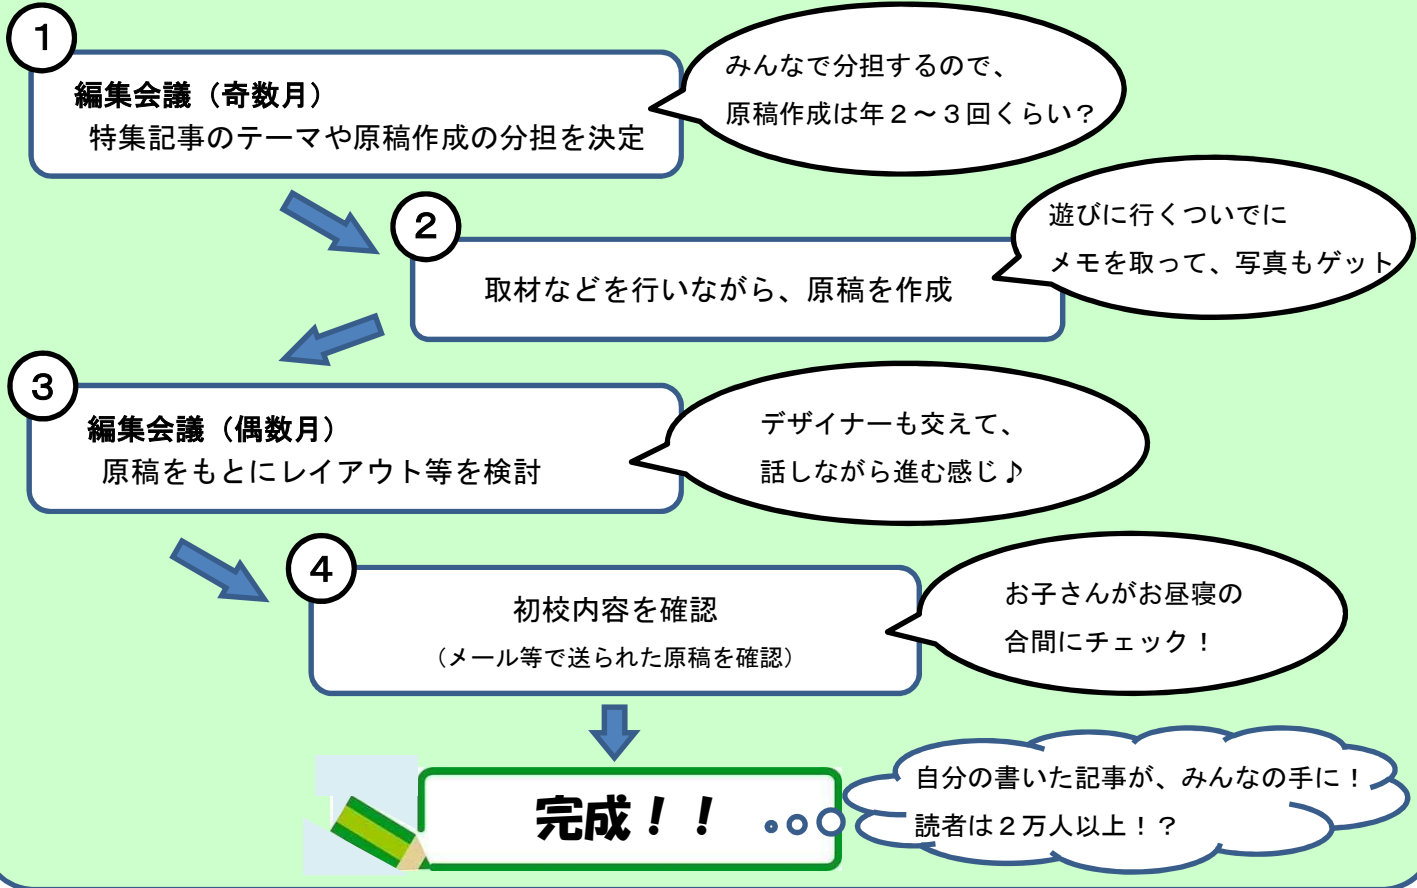 1
編集会議（奇数月）
特集記事のテーマや原稿作成の分担を決定
みんなで分担するので、
原稿作成は年２～３回くらい？
2
取材などを行いながら、原稿を作成
遊びに行くついでに
メモを取って、写真もゲット
3
編集会議（偶数月）
原稿をもとにレイアウト等を検討
デザイナーも交えて、
話しながら進む感じ♪
4
初校内容を確認
（メール等で送られた原稿を確認）
お子さんがお昼寝の
合間にチェック！
完成！！
自分の書いた記事が、みんなの手に！
読者は２万人以上！？